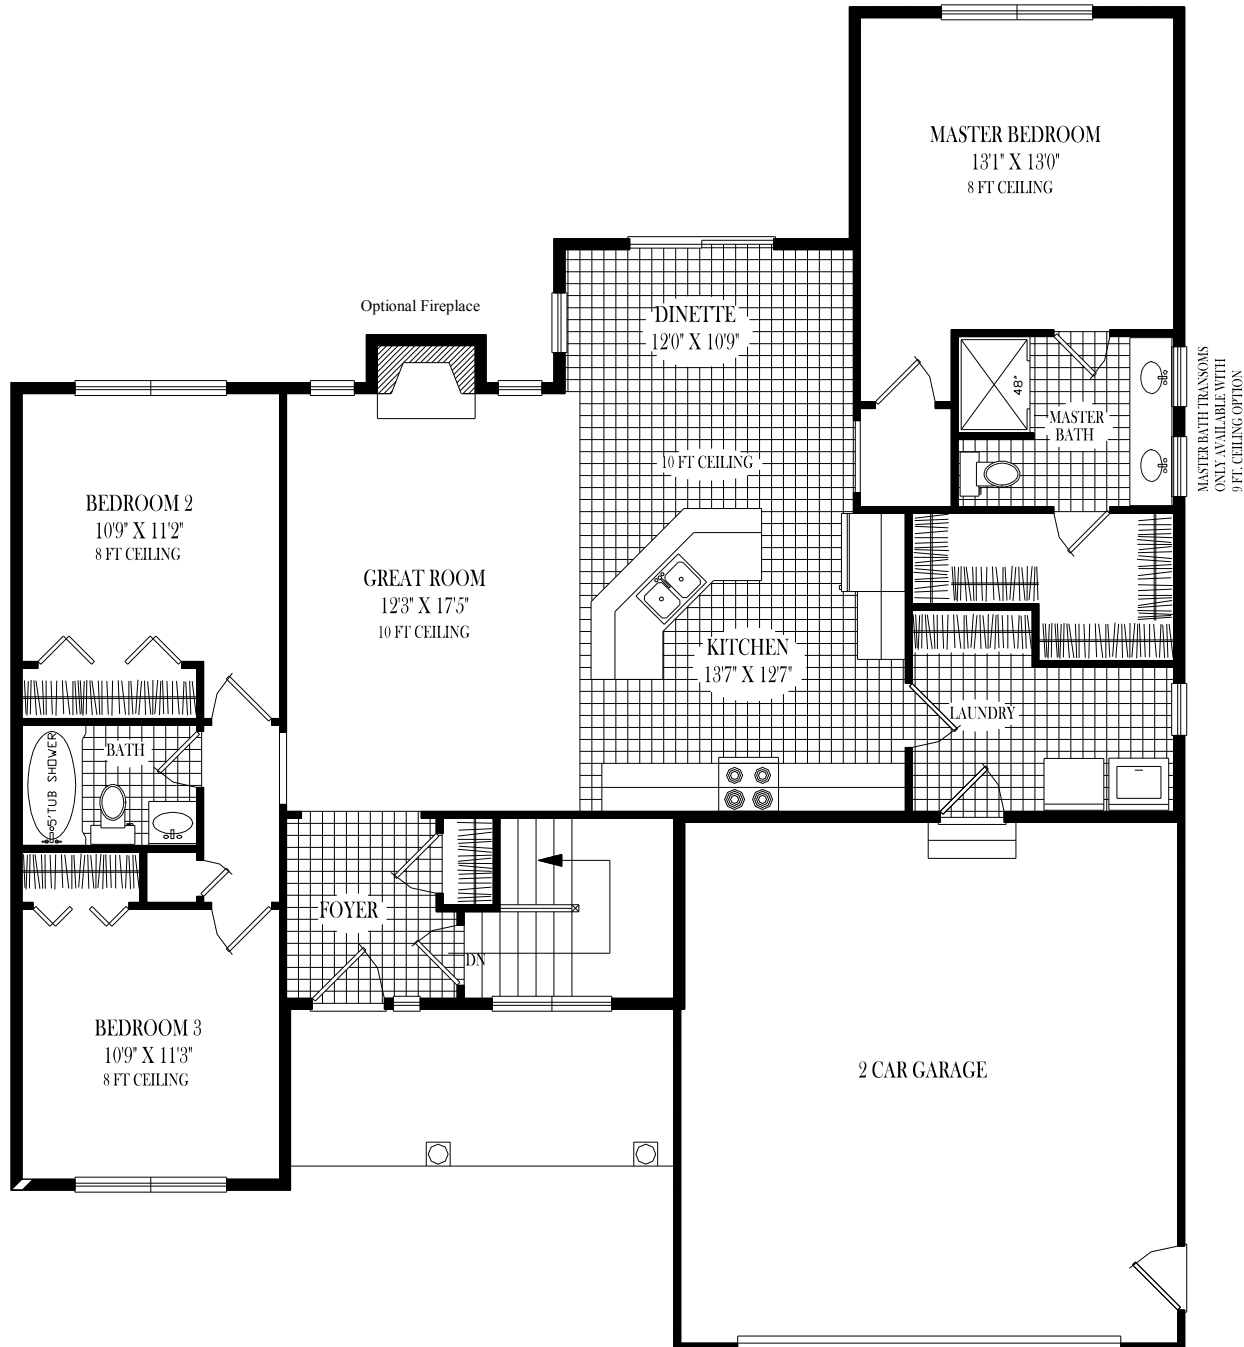 MASTER BEDROOM
13'1" X 13'0"
8 FT CEILING
Optional Fireplace
DINETTE
12'0" X 10'9"
MASTER BATH TRANSOMS
ONLY AVAILABLE WITH
9 FT. CEILING OPTION
48"
MASTER
BATH
10 FT CEILING
BEDROOM 2
10'9" X 11'2"
8 FT CEILING
GREAT ROOM
12'3" X 17'5"
10 FT CEILING
KITCHEN
13'7" X 12'7"
LAUNDRY
BATH
5' TUB SHOWER
FOYER
DN
BEDROOM 3
10'9" X 11'3"
8 FT CEILING
2 CAR GARAGE